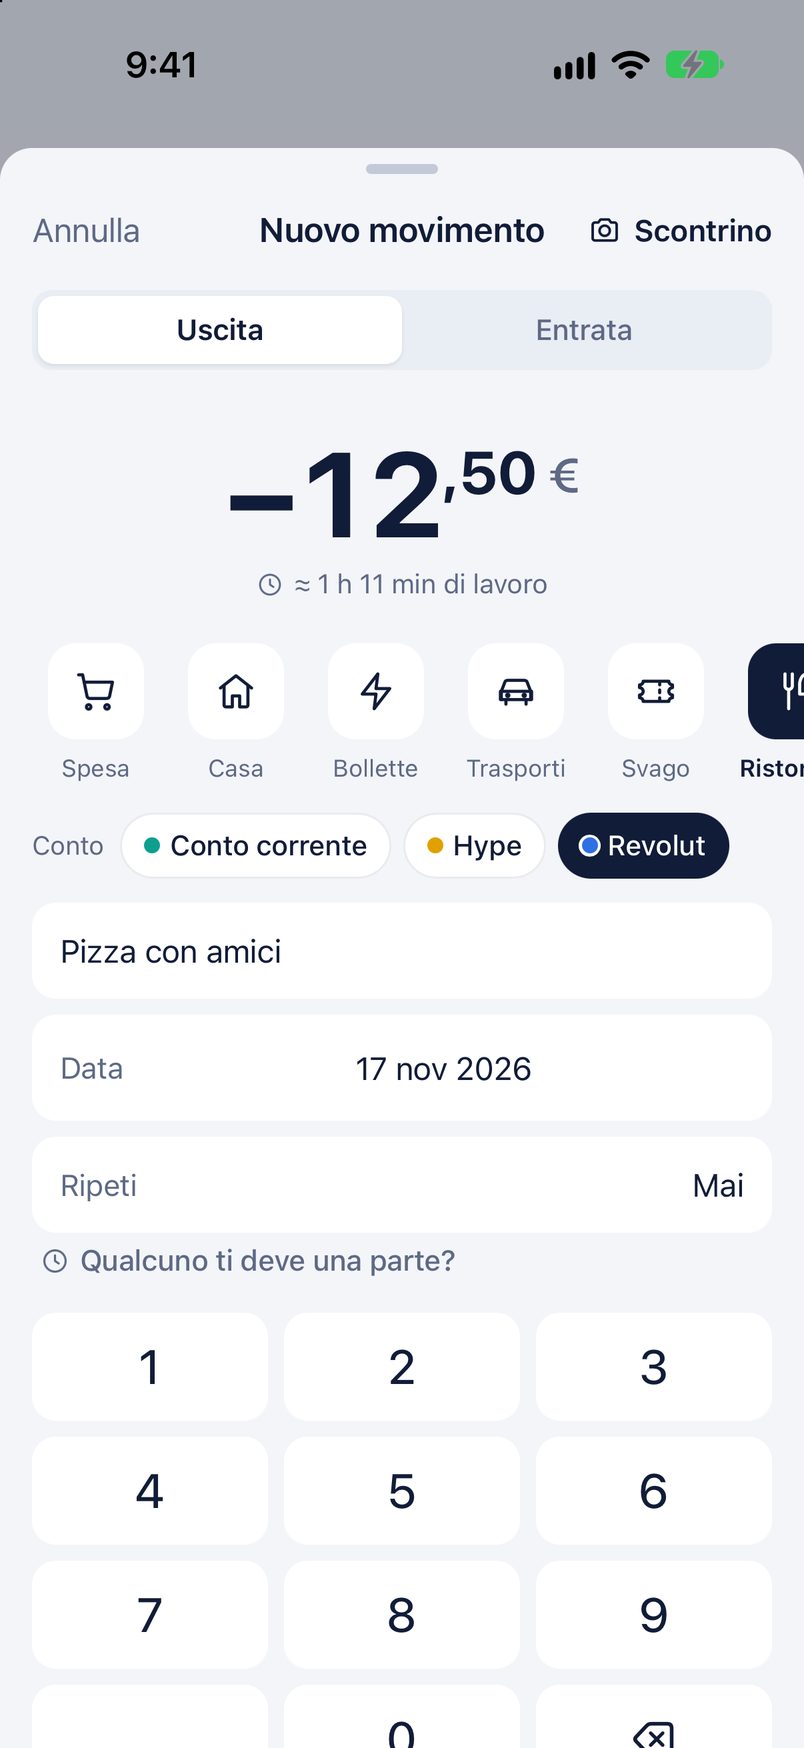 9:41
Annulla Nuovo movimento Scontrino
Uscita Entrata
−12,50 €
≈ 1 h 11 min di lavoro
Spesa Casa Bollette Trasporti Svago Ristor
Conto Conto corrente Hype Revolut
Pizza con amici
Data 17 nov 2026
Ripeti Mai
Qualcuno ti deve una parte?
1 2 3
4 5 6
7 8 9
0